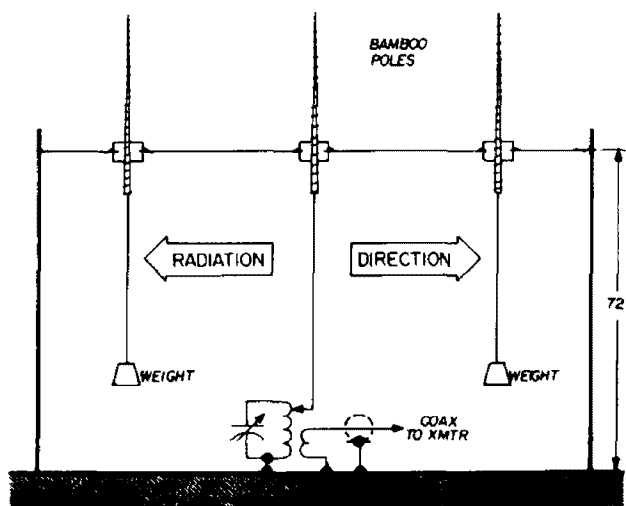 BAMBOO
POLES
RADIATION
DIRECTION
72
WEIGHT
WEIGHT
COAX
TO XMTR